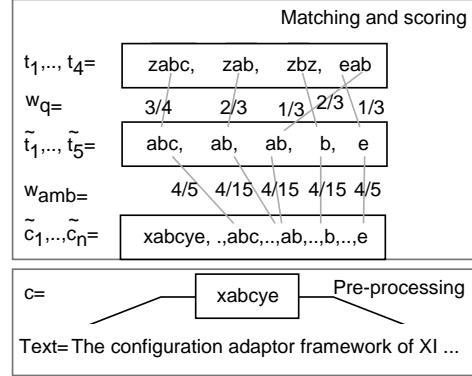 Matching and scoring
t1,.., t4= zabc, zab, zbz, eab
wq= 3/4 2/3 1/3 2/3 1/3
t̃1,.., t̃5= abc, ab, ab, b, e
wamb= 4/5 4/15 4/15 4/15 4/5
c̃1,..,c̃n= xabcye, .,abc,..,ab,..,b,..,e
c= xabcye Pre-processing
Text= The configuration adaptor framework of XI ...